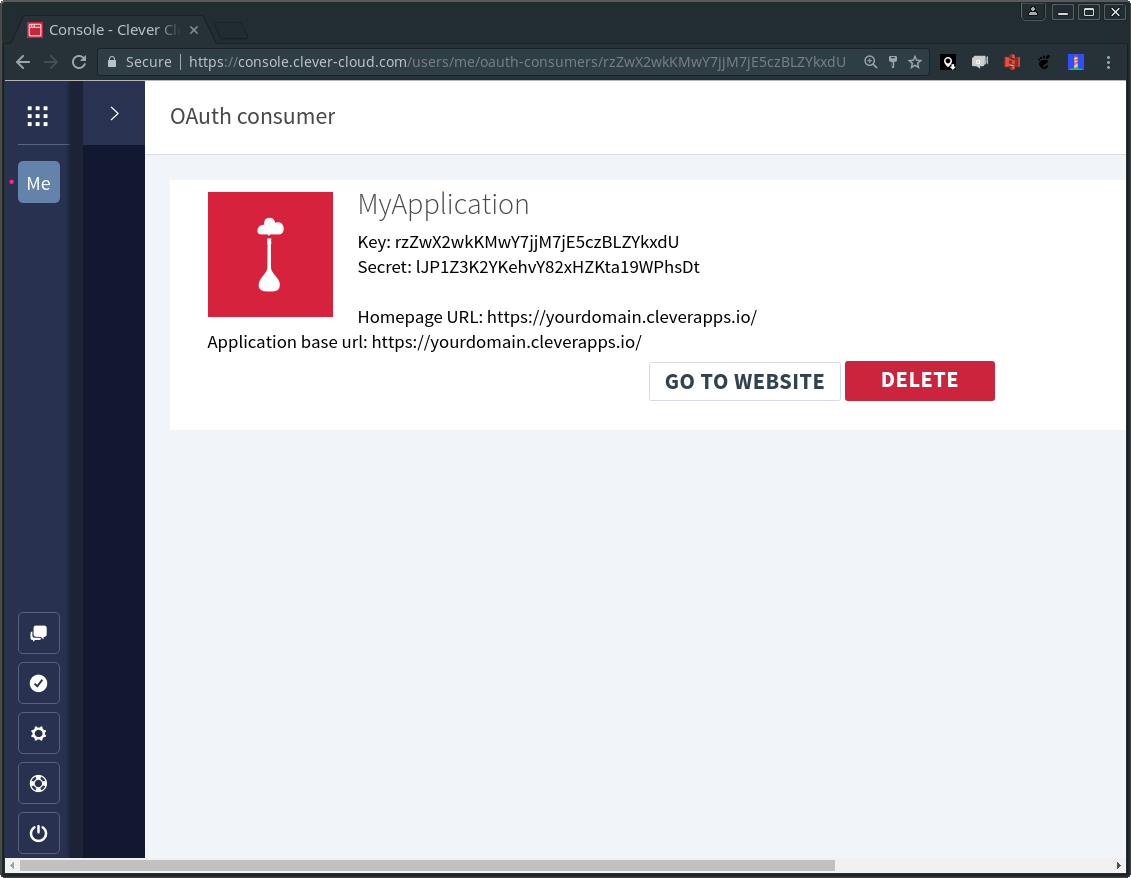 Console - Clever Cl
Secure https://console.clever-cloud.com/users/me/oauth-consumers/rzZwX2wkKMwY7jjM7jE5czBLZYkxdU
OAuth consumer
Me
MyApplication
Key: rzZwX2wkKMwY7jjM7jE5czBLZYkxdU
Secret: lJP1Z3K2YKehvY82xHZKta19WPhsDt
Homepage URL: https://yourdomain.cleverapps.io/
Application base url: https://yourdomain.cleverapps.io/
GO TO WEBSITE DELETE